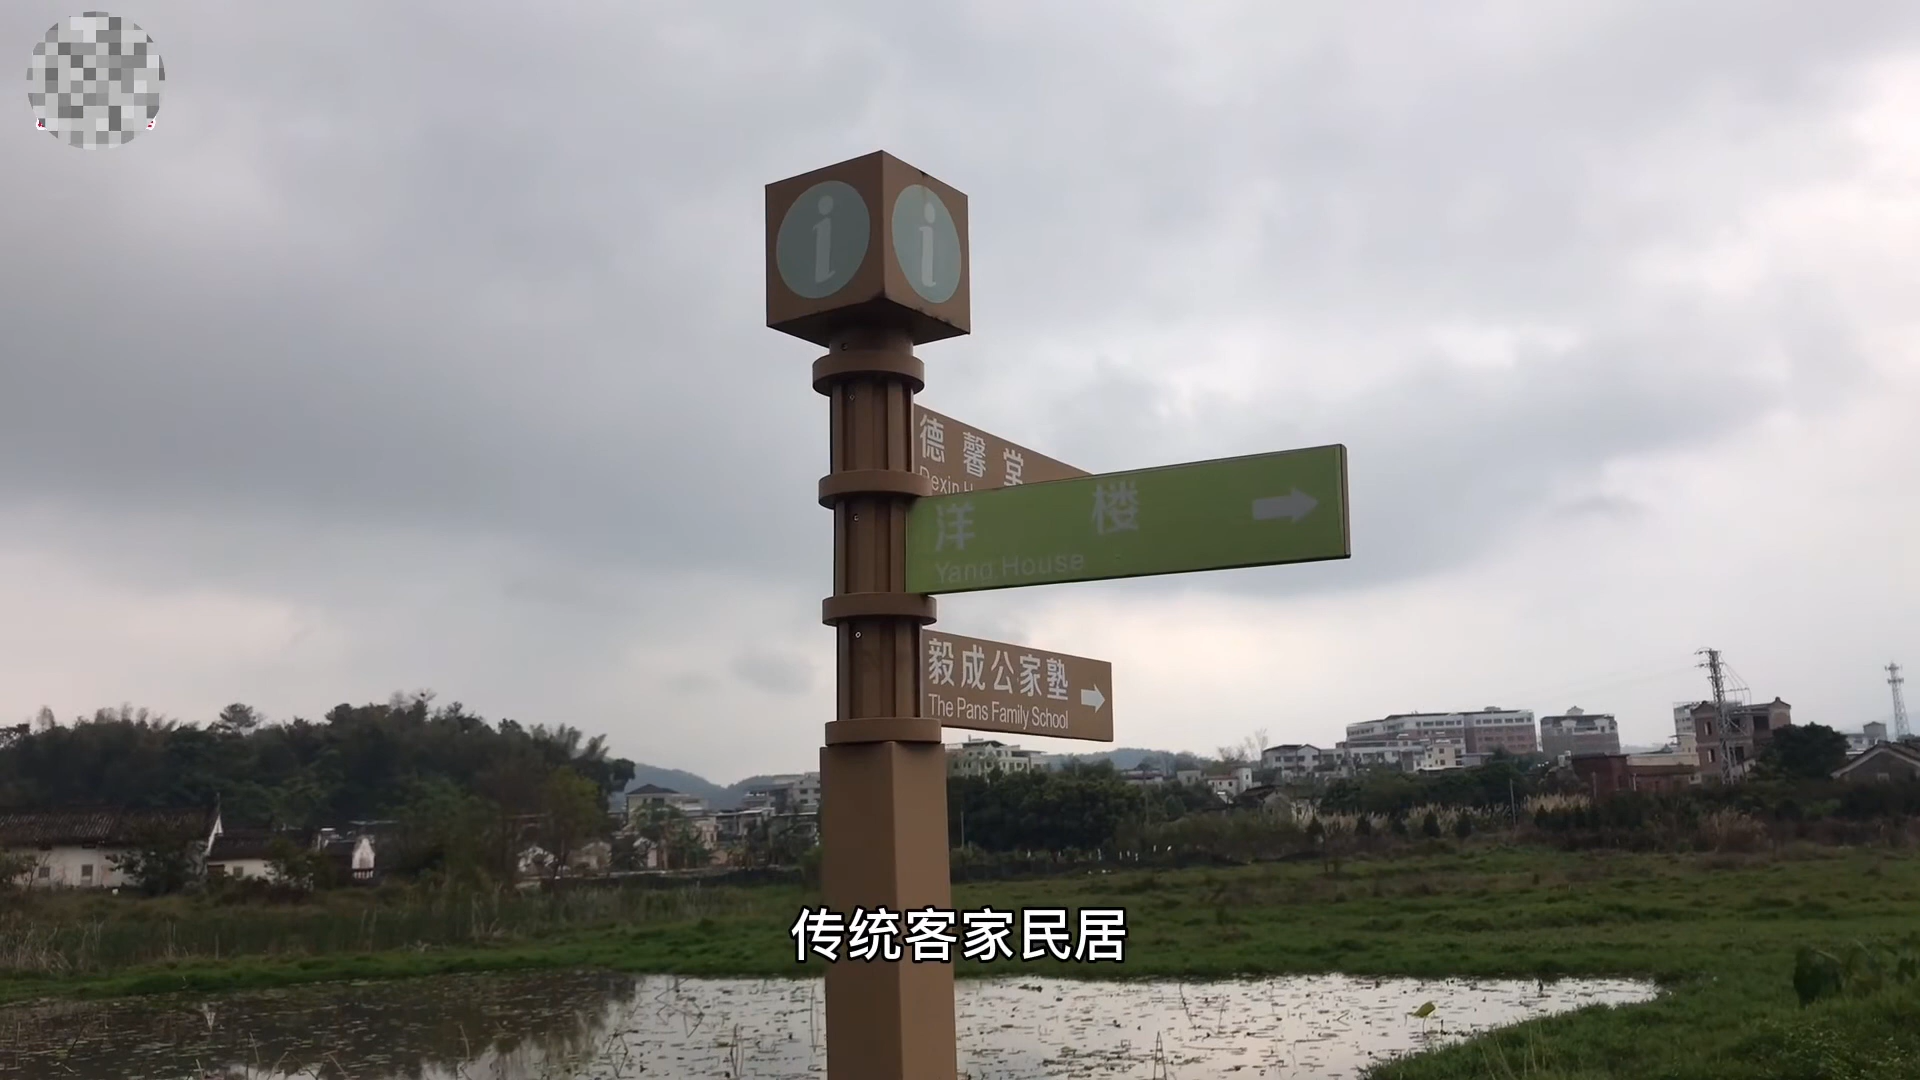 i i
德馨堂
Dexin H
洋楼
Yang House
毅成公家塾
The Pans Family School
传统客家民居